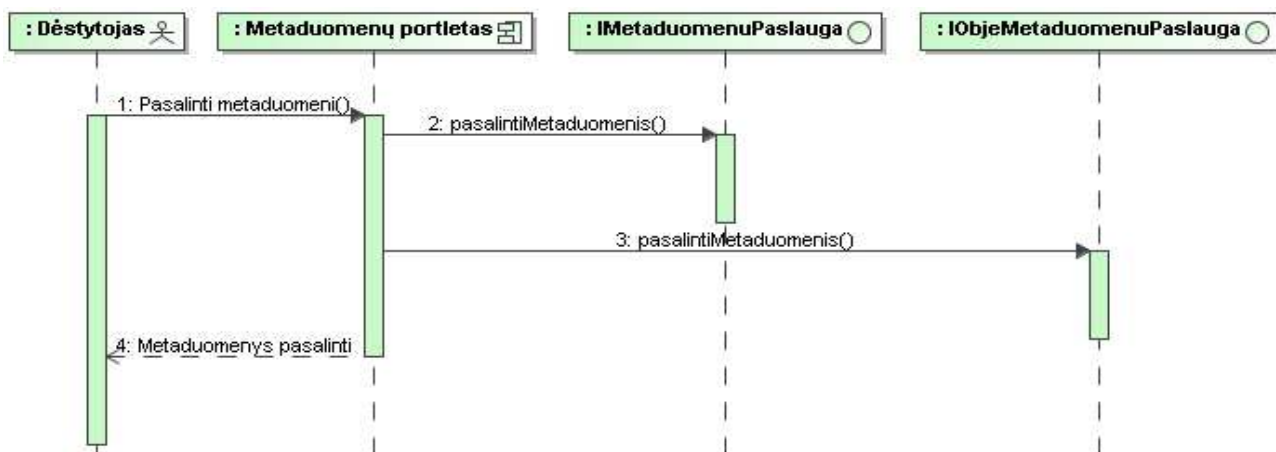 : Dėstytojas
: Metaduomenų portletas
: IMetaduomenuPaslauga
: IObjeMetaduomenuPaslauga
1: Pasalinti metaduomeni()
2: pasalintiMetaduomenis()
3: pasalintiMetaduomenis()
4: Metaduomenys pasalinti